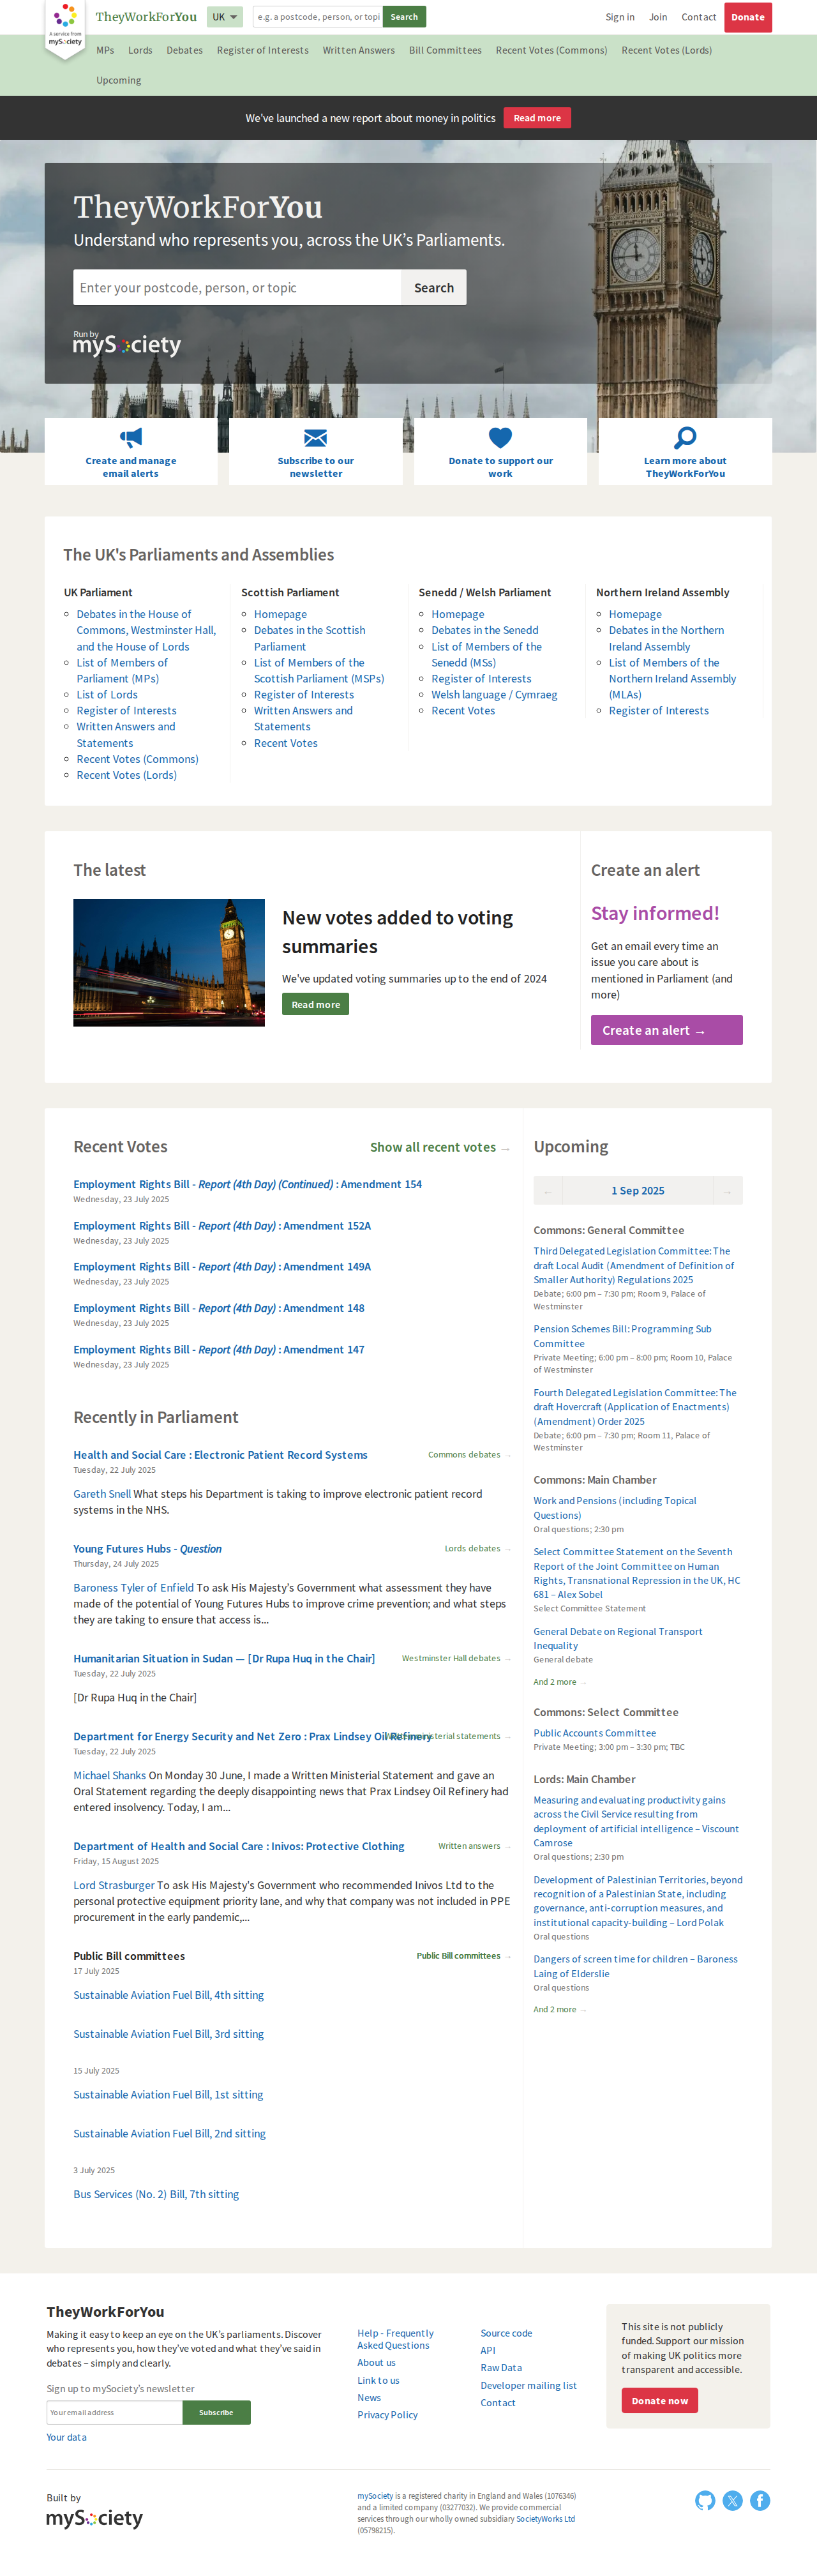 A service from
mySociety
TheyWorkForYou
UK
e.g. a postcode, person, or topi
Search
Sign in
Join
Contact
Donate
MPs
Lords
Debates
Register of Interests
Written Answers
Bill Committees
Recent Votes (Commons)
Recent Votes (Lords)
Upcoming
We've launched a new report about money in politics
Read more
TheyWorkForYou
Understand who represents you, across the UK’s Parliaments.
Enter your postcode, person, or topic
Search
Run by
mySociety
Create and manage
email alerts
Subscribe to our
newsletter
Donate to support our
work
Learn more about
TheyWorkForYou
The UK's Parliaments and Assemblies
UK Parliament
Debates in the House of
Commons, Westminster Hall,
and the House of Lords
List of Members of
Parliament (MPs)
List of Lords
Register of Interests
Written Answers and
Statements
Recent Votes (Commons)
Recent Votes (Lords)
Scottish Parliament
Homepage
Debates in the Scottish
Parliament
List of Members of the
Scottish Parliament (MSPs)
Register of Interests
Written Answers and
Statements
Recent Votes
Senedd / Welsh Parliament
Homepage
Debates in the Senedd
List of Members of the
Senedd (MSs)
Register of Interests
Welsh language / Cymraeg
Recent Votes
Northern Ireland Assembly
Homepage
Debates in the Northern
Ireland Assembly
List of Members of the
Northern Ireland Assembly
(MLAs)
Register of Interests
The latest
New votes added to voting
summaries
We've updated voting summaries up to the end of 2024
Read more
Create an alert
Stay informed!
Get an email every time an
issue you care about is
mentioned in Parliament (and
more)
Create an alert →
Recent Votes
Show all recent votes →
Employment Rights Bill - Report (4th Day) (Continued) : Amendment 154
Wednesday, 23 July 2025
Employment Rights Bill - Report (4th Day) : Amendment 152A
Wednesday, 23 July 2025
Employment Rights Bill - Report (4th Day) : Amendment 149A
Wednesday, 23 July 2025
Employment Rights Bill - Report (4th Day) : Amendment 148
Wednesday, 23 July 2025
Employment Rights Bill - Report (4th Day) : Amendment 147
Wednesday, 23 July 2025
Recently in Parliament
Health and Social Care : Electronic Patient Record Systems
Commons debates →
Tuesday, 22 July 2025
Gareth Snell What steps his Department is taking to improve electronic patient record
systems in the NHS.
Young Futures Hubs - Question
Lords debates →
Thursday, 24 July 2025
Baroness Tyler of Enfield To ask His Majesty's Government what assessment they have
made of the potential of Young Futures Hubs to improve crime prevention; and what steps
they are taking to ensure that access is...
Humanitarian Situation in Sudan — [Dr Rupa Huq in the Chair]
Westminster Hall debates →
Tuesday, 22 July 2025
[Dr Rupa Huq in the Chair]
Department for Energy Security and Net Zero : Prax Lindsey Oil Refinery
Written ministerial statements →
Tuesday, 22 July 2025
Michael Shanks On Monday 30 June, I made a Written Ministerial Statement and gave an
Oral Statement regarding the deeply disappointing news that Prax Lindsey Oil Refinery had
entered insolvency. Today, I am...
Department of Health and Social Care : Inivos: Protective Clothing
Written answers →
Friday, 15 August 2025
Lord Strasburger To ask His Majesty's Government who recommended Inivos Ltd to the
personal protective equipment priority lane, and why that company was not included in PPE
procurement in the early pandemic,...
Public Bill committees
Public Bill committees →
17 July 2025
Sustainable Aviation Fuel Bill, 4th sitting
Sustainable Aviation Fuel Bill, 3rd sitting
15 July 2025
Sustainable Aviation Fuel Bill, 1st sitting
Sustainable Aviation Fuel Bill, 2nd sitting
3 July 2025
Bus Services (No. 2) Bill, 7th sitting
Upcoming
← 1 Sep 2025 →
Commons: General Committee
Third Delegated Legislation Committee: The
draft Local Audit (Amendment of Definition of
Smaller Authority) Regulations 2025
Debate; 6:00 pm – 7:30 pm; Room 9, Palace of
Westminster
Pension Schemes Bill: Programming Sub
Committee
Private Meeting; 6:00 pm – 8:00 pm; Room 10, Palace
of Westminster
Fourth Delegated Legislation Committee: The
draft Hovercraft (Application of Enactments)
(Amendment) Order 2025
Debate; 6:00 pm – 7:30 pm; Room 11, Palace of
Westminster
Commons: Main Chamber
Work and Pensions (including Topical
Questions)
Oral questions; 2:30 pm
Select Committee Statement on the Seventh
Report of the Joint Committee on Human
Rights, Transnational Repression in the UK, HC
681 – Alex Sobel
Select Committee Statement
General Debate on Regional Transport
Inequality
General debate
And 2 more →
Commons: Select Committee
Public Accounts Committee
Private Meeting; 3:00 pm – 3:30 pm; TBC
Lords: Main Chamber
Measuring and evaluating productivity gains
across the Civil Service resulting from
deployment of artificial intelligence – Viscount
Camrose
Oral questions; 2:30 pm
Development of Palestinian Territories, beyond
recognition of a Palestinian State, including
governance, anti-corruption measures, and
institutional capacity-building – Lord Polak
Oral questions
Dangers of screen time for children – Baroness
Laing of Elderslie
Oral questions
And 2 more →
TheyWorkForYou
Making it easy to keep an eye on the UK’s parliaments. Discover
who represents you, how they’ve voted and what they’ve said in
debates – simply and clearly.
Sign up to mySociety's newsletter
Your email address
Subscribe
Your data
Help - Frequently
Asked Questions
About us
Link to us
News
Privacy Policy
Source code
API
Raw Data
Developer mailing list
Contact
This site is not publicly
funded. Support our mission
of making UK politics more
transparent and accessible.
Donate now
Built by
mySociety
mySociety is a registered charity in England and Wales (1076346)
and a limited company (03277032). We provide commercial
services through our wholly owned subsidiary SocietyWorks Ltd
(05798215).